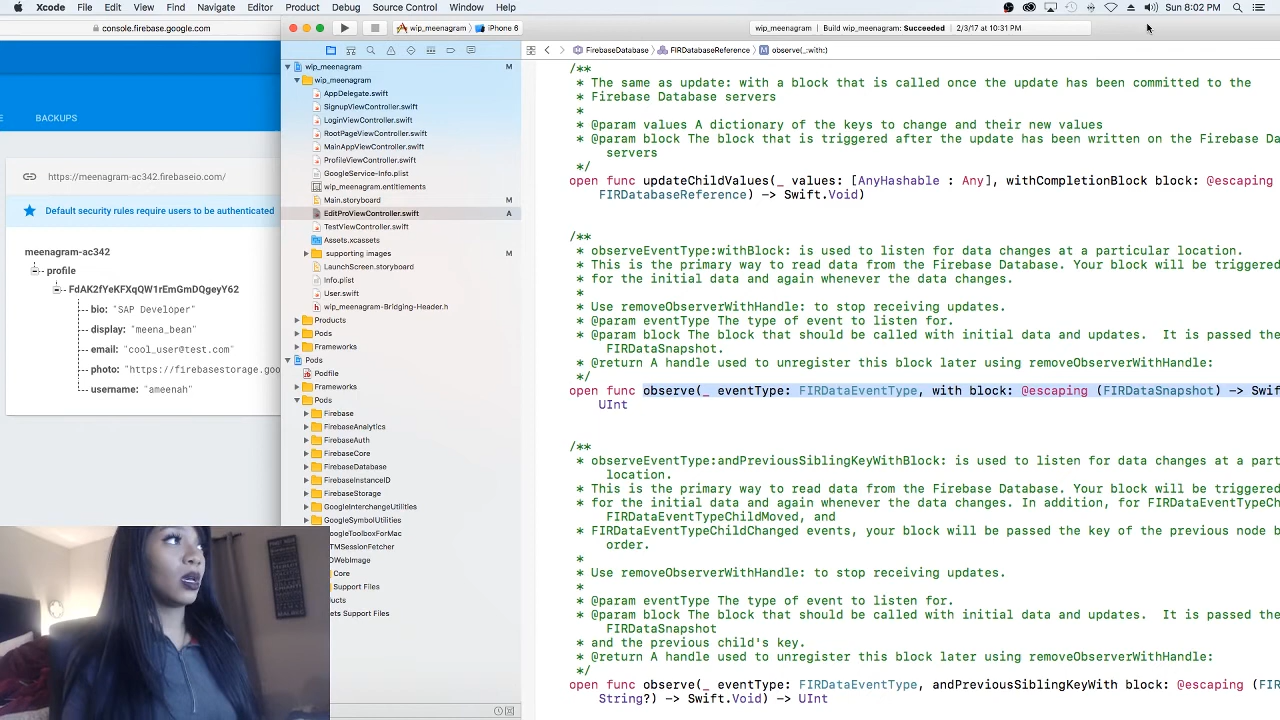 Xcode File Edit View Find Navigate Editor Product Debug Source Control Window Help
Sun 8:02 PM
console.firebase.google.com
wip_meenagram iPhone 6
wip_meenagram Build wip_meenagram: Succeeded 2/3/17 at 10:31 PM
FirebaseDatabase FIRDatabaseReference observe(_:with:)
BACKUPS
https://meenagram-ac342.firebaseio.com/
Default security rules require users to be authenticated
meenagram-ac342
profile
FdAK2fYeKFXqQW1rEmGmDQgeyY62
bio: "SAP Developer"
display: "meena_bean"
email: "cool_user@test.com"
photo: "https://firebasestorage.goo
username: "ameenah"
wip_meenagram M
wip_meenagram
AppDelegate.swift
SignupViewController.swift
LoginViewController.swift
RootPageViewController.swift
MainAppViewController.swift
ProfileViewController.swift
GoogleService-Info.plist
wip_meenagram.entitlements
Main.storyboard M
EditProViewController.swift A
TestViewController.swift
Assets.xcassets
supporting images M
LaunchScreen.storyboard
Info.plist
User.swift
wip_meenagram-Bridging-Header.h
Products
Pods
Frameworks
Pods
Podfile
Frameworks
Pods
Firebase
FirebaseAnalytics
FirebaseAuth
FirebaseCore
FirebaseDatabase
FirebaseInstanceID
FirebaseStorage
GoogleInterchangeUtilities
GoogleSymbolUtilities
oogleToolboxForMac
TMSessionFetcher
DWebImage
Core
Support Files
ucts
ets Support Files
/**
* The same as update: with a block that is called once the update has been committed to the
* Firebase Database servers
*
* @param values A dictionary of the keys to change and their new values
* @param block The block that is triggered after the update has been written on the Firebase Da
servers
*/
open func updateChildValues(_ values: [AnyHashable : Any], withCompletionBlock block: @escaping
FIRDatabaseReference) -> Swift.Void)
/**
* observeEventType:withBlock: is used to listen for data changes at a particular location.
* This is the primary way to read data from the Firebase Database. Your block will be triggered
* for the initial data and again whenever the data changes.
*
* Use removeObserverWithHandle: to stop receiving updates.
* @param eventType The type of event to listen for.
* @param block The block that should be called with initial data and updates. It is passed the
FIRDataSnapshot.
* @return A handle used to unregister this block later using removeObserverWithHandle:
*/
open func observe(_ eventType: FIRDataEventType, with block: @escaping (FIRDataSnapshot) -> Swif
UInt
/**
* observeEventType:andPreviousSiblingKeyWithBlock: is used to listen for data changes at a part
location.
* This is the primary way to read data from the Firebase Database. Your block will be triggered
* for the initial data and again whenever the data changes. In addition, for FIRDataEventTypeCh
FIRDataEventTypeChildMoved, and
* FIRDataEventTypeChildChanged events, your block will be passed the key of the previous node b
order.
*
* Use removeObserverWithHandle: to stop receiving updates.
*
* @param eventType The type of event to listen for.
* @param block The block that should be called with initial data and updates. It is passed the
FIRDataSnapshot
* and the previous child's key.
* @return A handle used to unregister this block later using removeObserverWithHandle:
*/
open func observe(_ eventType: FIRDataEventType, andPreviousSiblingKeyWith block: @escaping (FIR
String?) -> Swift.Void) -> UInt